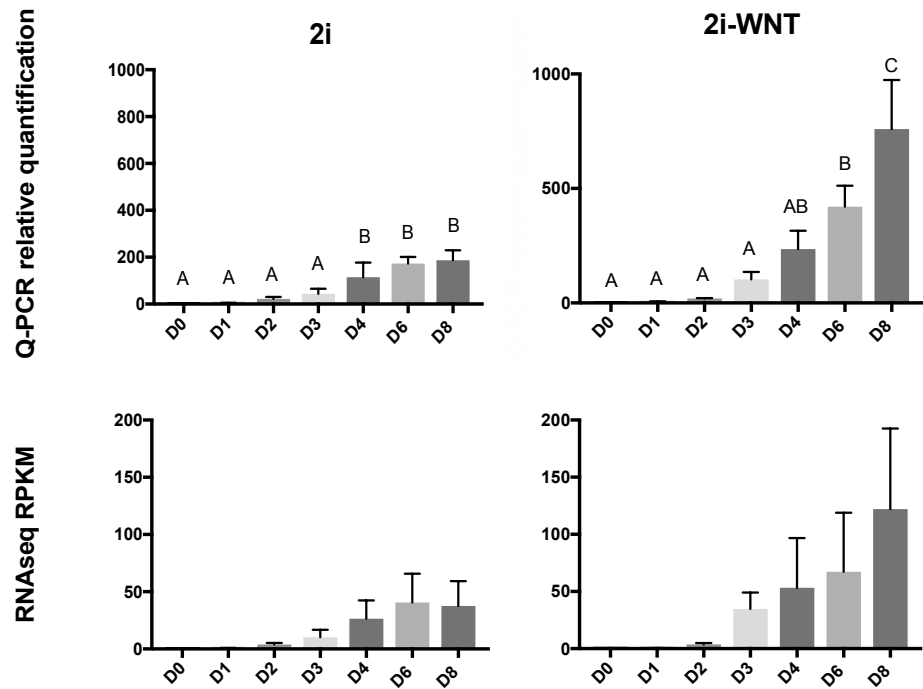 2i
2i-WNT
Q-PCR relative quantification
1000
800
600
400
200
0
A
A
A
A
B
B
B
D0
D1
D2
D3
D4
D6
D8
1000
500
0
A
A
A
A
AB
B
C
D0
D1
D2
D3
D4
D6
D8
RNAseq RPKM
200
150
100
50
0
D0
D1
D2
D3
D4
D6
D8
200
150
100
50
0
D0
D1
D2
D3
D4
D6
D8